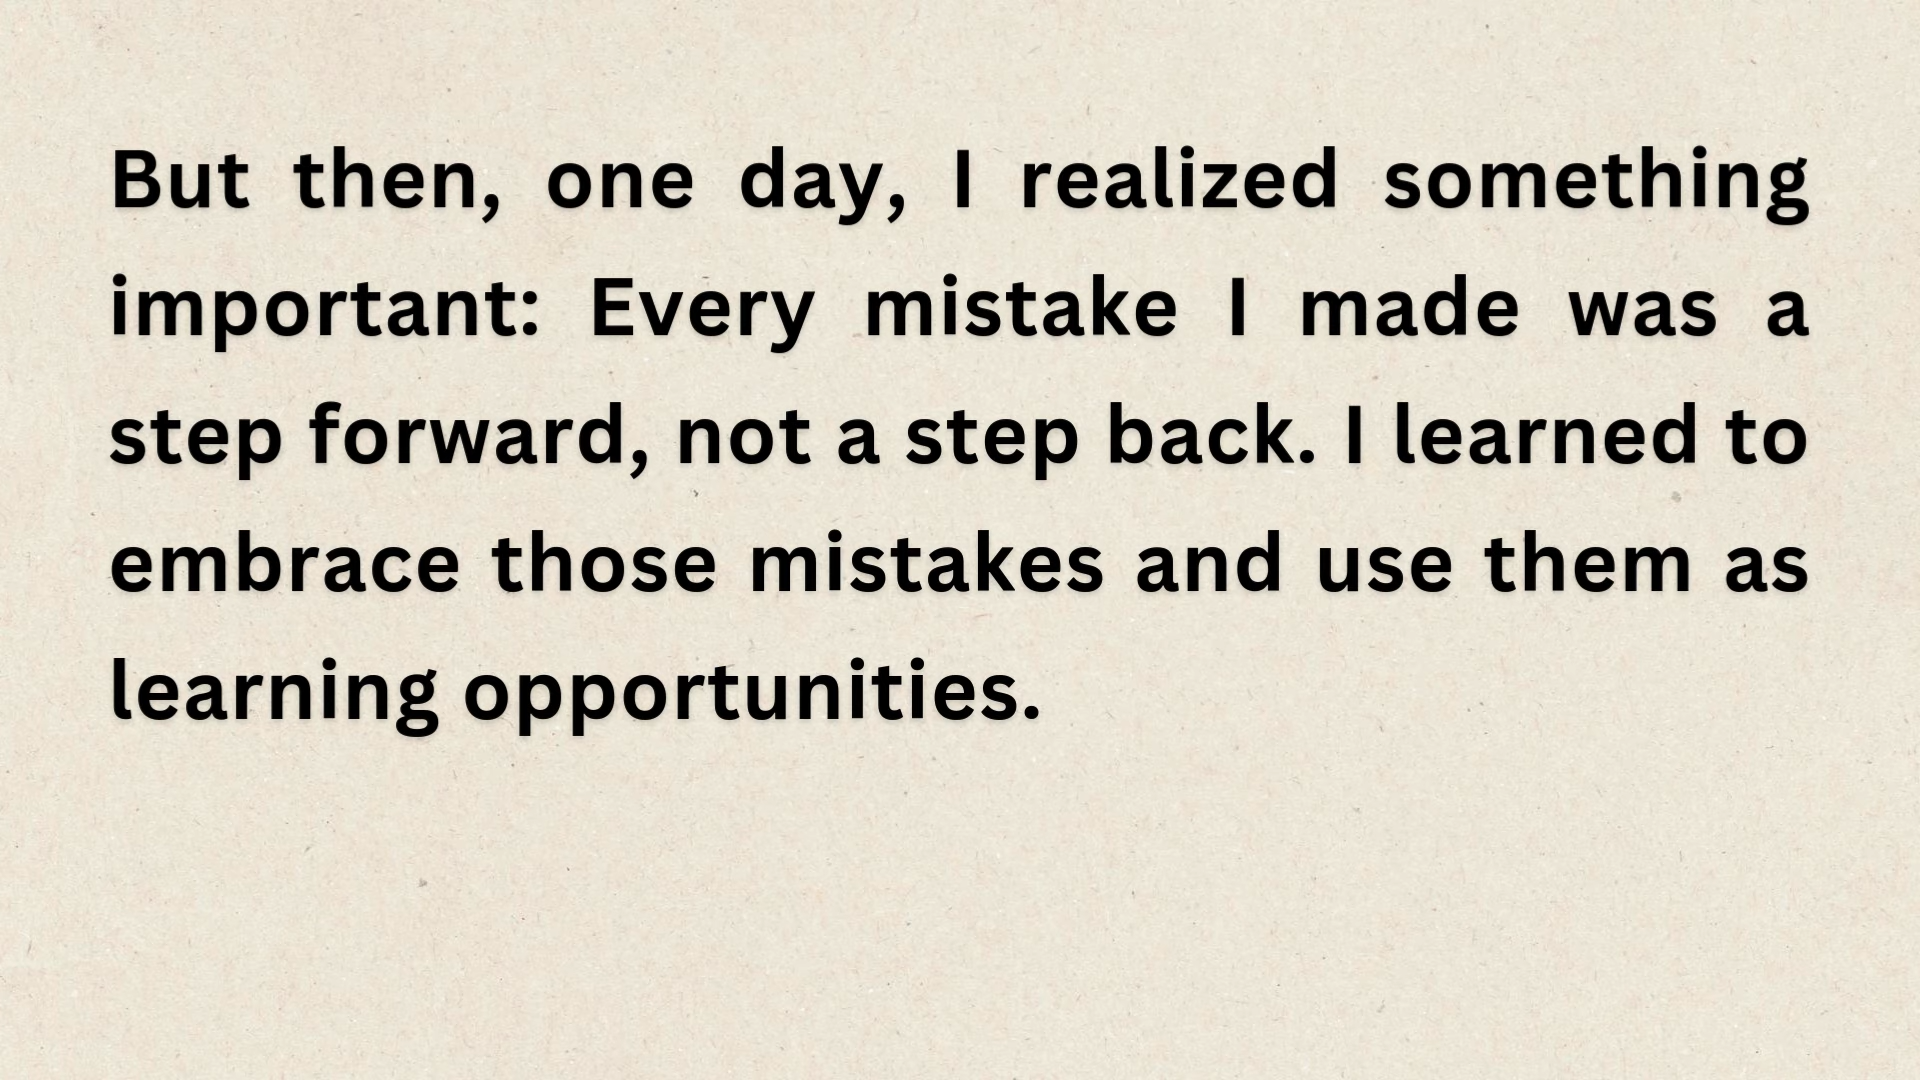 But then, one day, I realized something
important: Every mistake I made was a
step forward, not a step back. I learned to
embrace those mistakes and use them as
learning opportunities.